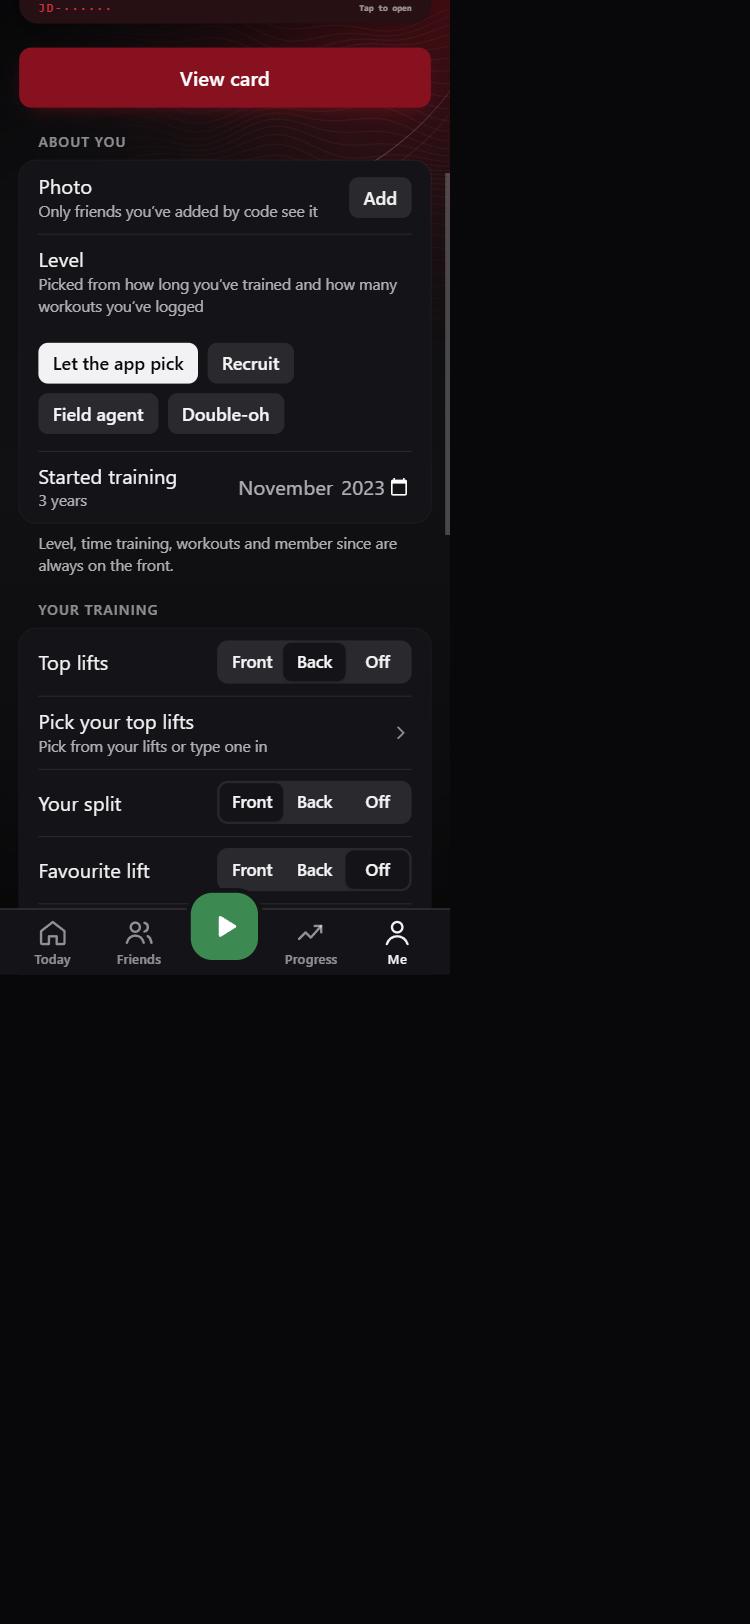 JD-······
Tap to open
View card
ABOUT YOU
Photo
Only friends you've added by code see it
Add
Level
Picked from how long you've trained and how many
workouts you've logged
Let the app pick
Recruit
Field agent
Double-oh
Started training
3 years
November 2023
Level, time training, workouts and member since are
always on the front.
YOUR TRAINING
Top lifts
Front Back Off
Pick your top lifts
Pick from your lifts or type one in
Your split
Front Back Off
Favourite lift
Front Back Off
Today Friends Progress Me